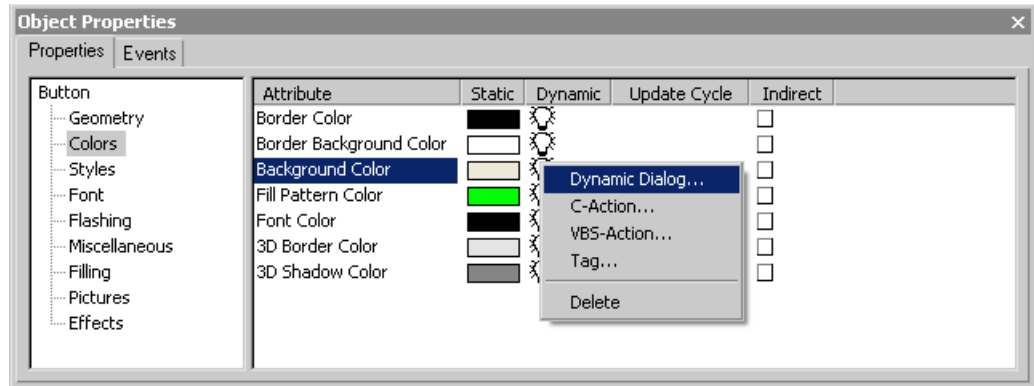 Object Properties
Properties Events
Button
Geometry
Colors
Styles
Font
Flashing
Miscellaneous
Filling
Pictures
Effects
Attribute Static Dynamic Update Cycle Indirect
Border Color
Border Background Color
Background Color
Fill Pattern Color
Font Color
3D Border Color
3D Shadow Color
Dynamic Dialog...
C-Action...
VBS-Action...
Tag...
Delete